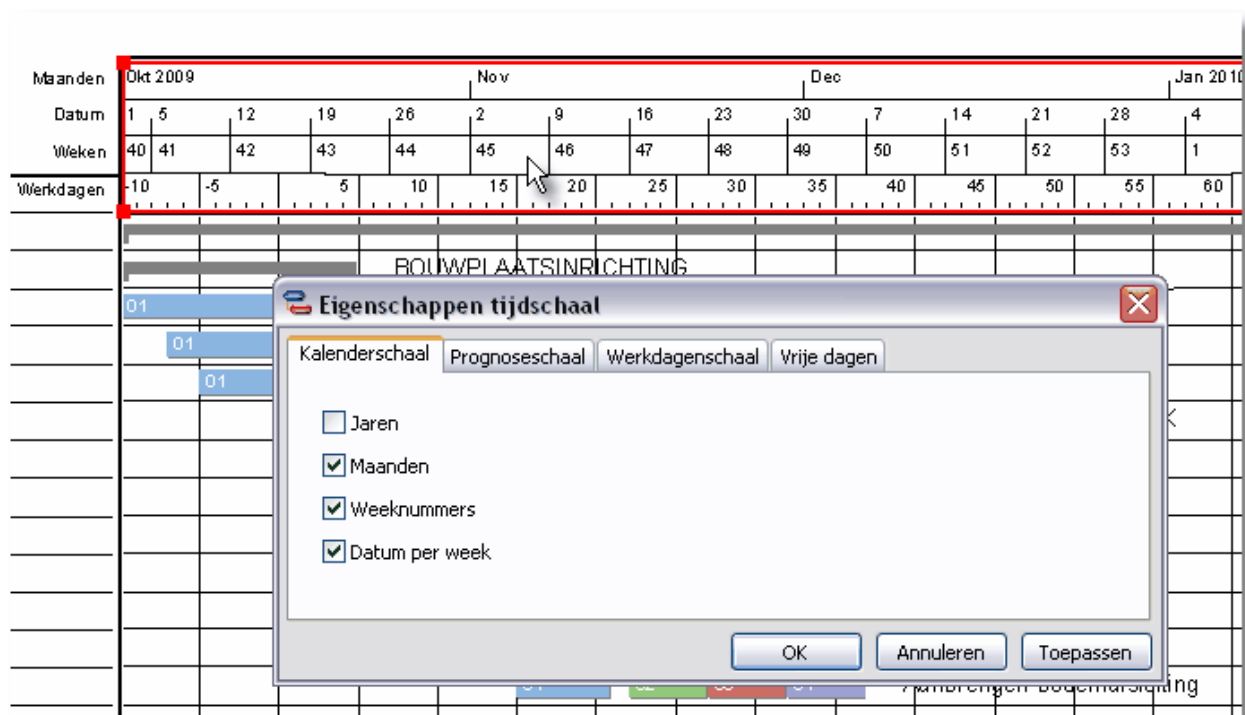 Maanden Okt 2009 Nov Dec Jan 2010
Datum 1 5 12 19 26 2 9 16 23 30 7 14 21 28 4
Weken 40 41 42 43 44 45 46 47 48 49 50 51 52 53 1
Werkdagen -10 -5 5 10 15 20 25 30 35 40 45 50 55 60
BOUWPLAATSINRICHTING
01
01
01
Eigenschappen tijdschaal
Kalenderschaal Prognoseschaal Werkdagenschaal Vrije dagen
Jaren
Maanden
Weeknummers
Datum per week
OK Annuleren Toepassen